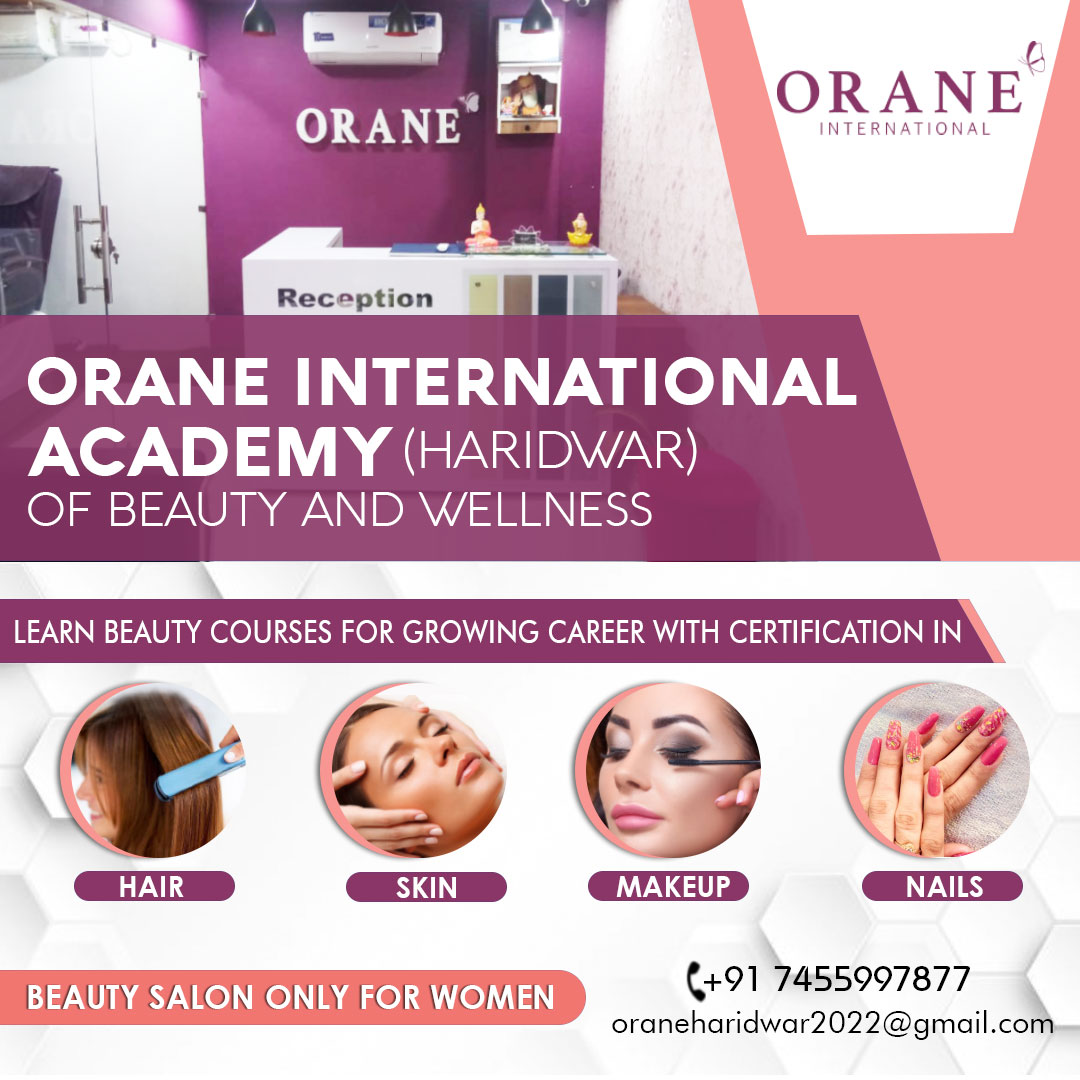 ORANE
INTERNATIONAL
ORANE
Reception
ORANE INTERNATIONAL
ACADEMY (HARIDWAR)
OF BEAUTY AND WELLNESS
LEARN BEAUTY COURSES FOR GROWING CAREER WITH CERTIFICATION IN
HAIR
SKIN
MAKEUP
NAILS
BEAUTY SALON ONLY FOR WOMEN
+91 7455997877
oraneharidwar2022@gmail.com